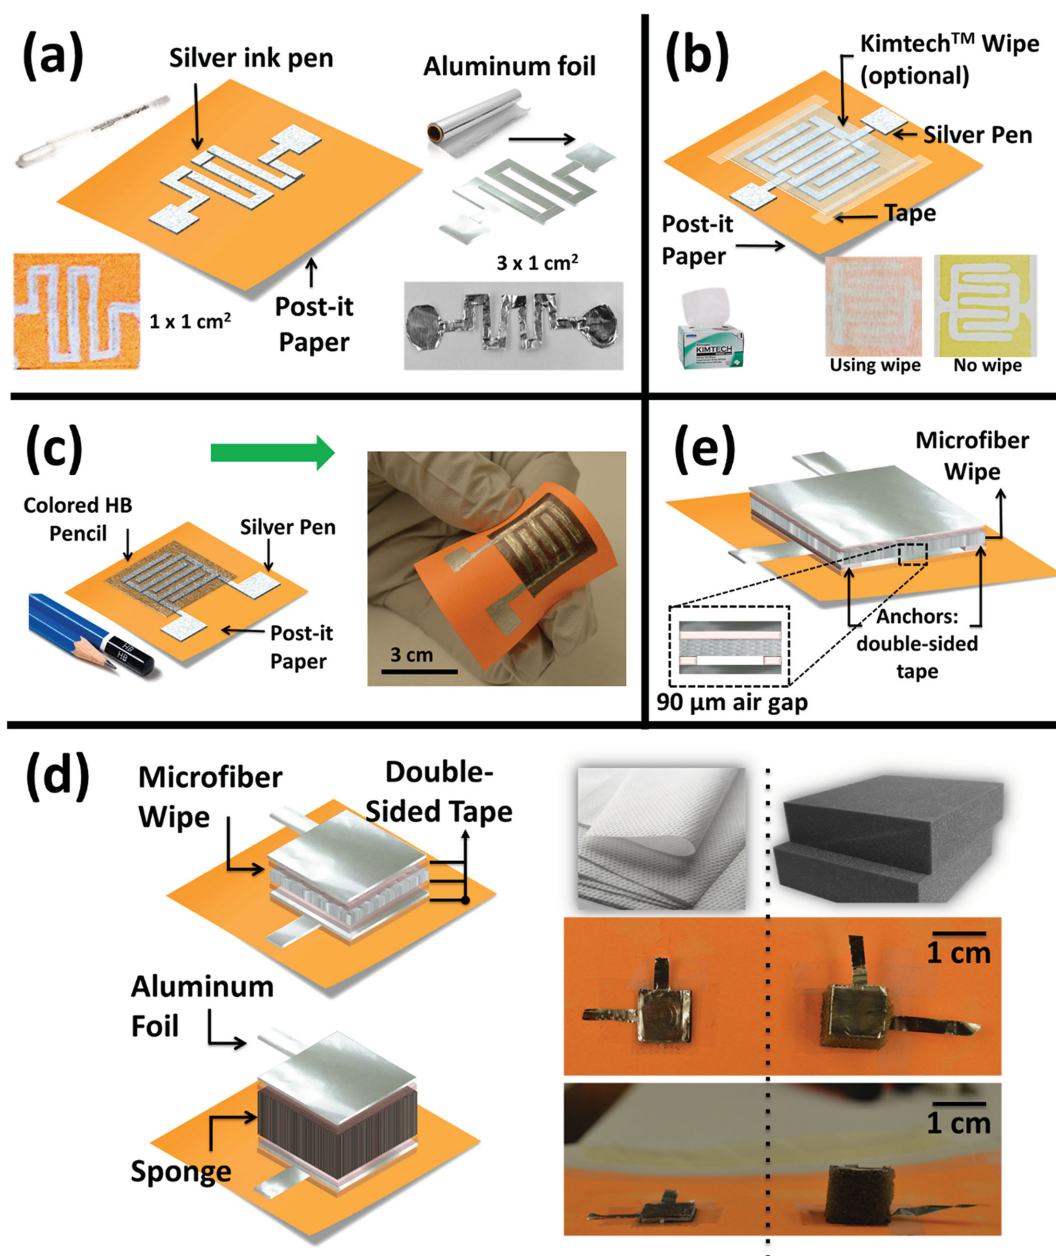 (a)
Silver ink pen
Aluminum foil
3 x 1 cm²
1 x 1 cm²
Post-it
Paper
(b)
Kimtech™ Wipe
(optional)
Silver Pen
Tape
Post-it
Paper
KIMTECH
Using wipe
No wipe
(c)
Colored HB
Pencil
Silver Pen
HB
HB
Post-it
Paper
3 cm
(e)
Microfiber
Wipe
Anchors:
double-sided
tape
90 µm air gap
(d)
Microfiber
Wipe
Double-
Sided Tape
Aluminum
Foil
Sponge
1 cm
1 cm